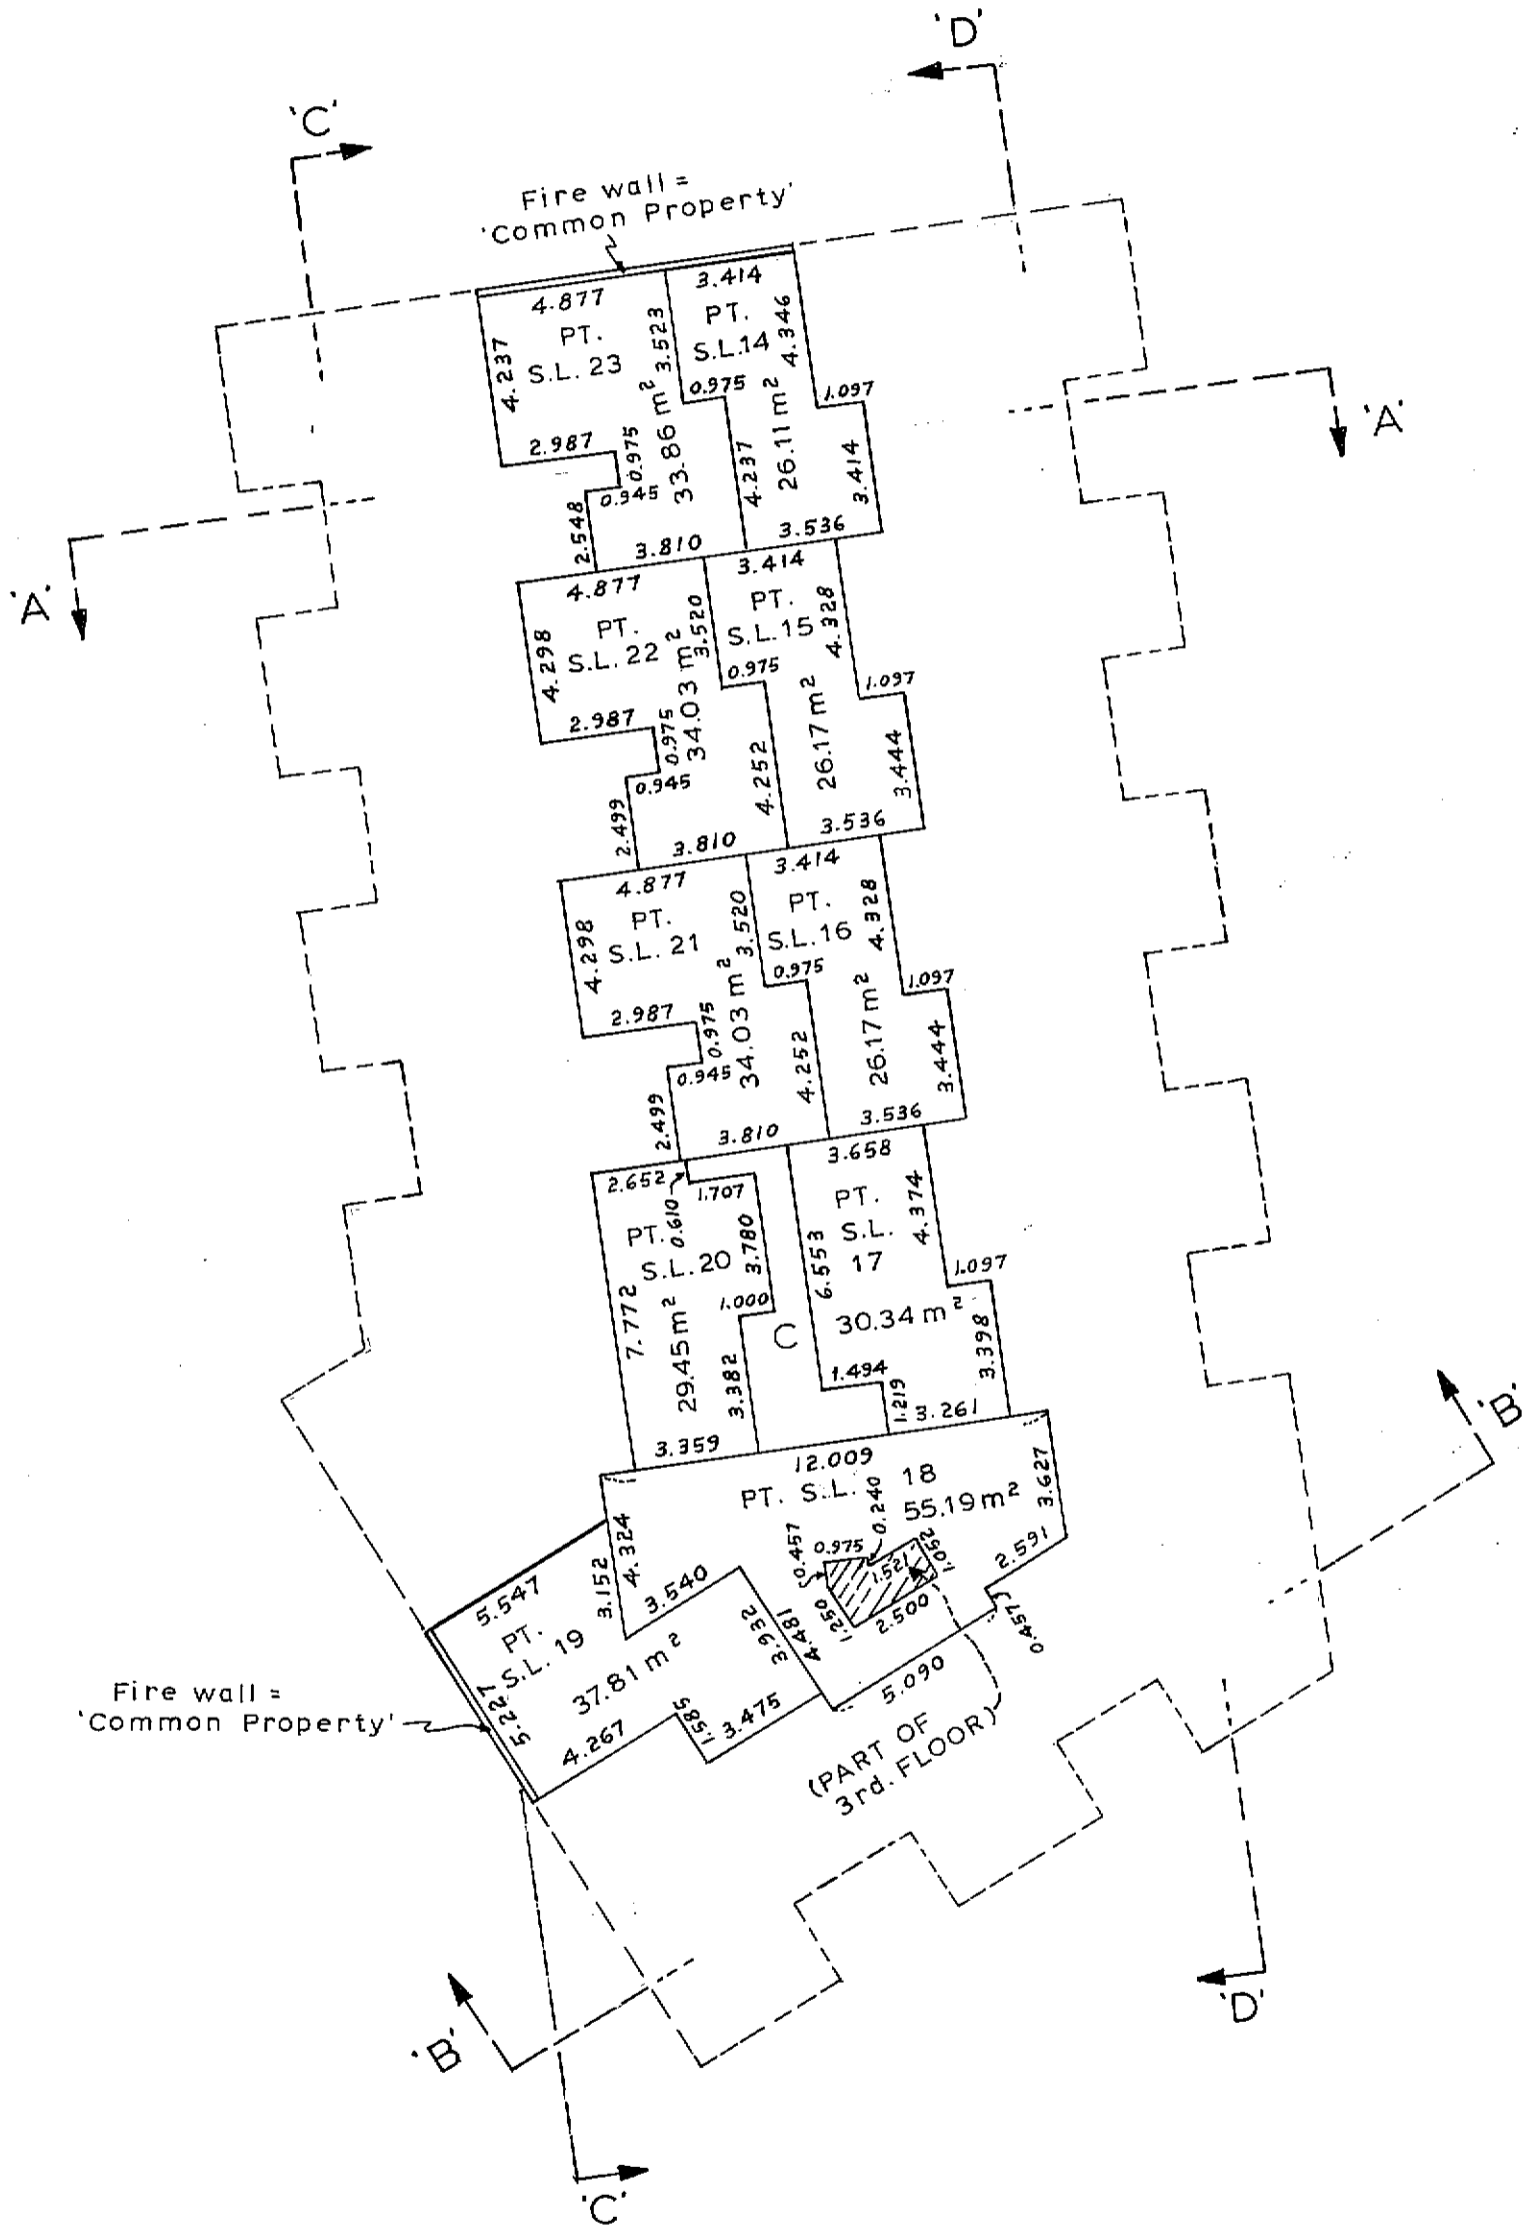 'D'
'C'
Fire wall =
'Common Property'
4.877
3.414
PT.
S.L. 23
4.237
3.523
33.86 m²
PT.
S.L.14
4.346
26.11 m²
0.975
1.097
2.987
0.975
0.945
2.548
4.237
3.414
3.810
3.536
'A'
'A'
4.877
3.414
PT.
S.L. 22
4.298
3.520
34.03 m²
PT.
S.L.15
4.328
26.17 m²
0.975
1.097
2.987
0.975
0.945
2.499
4.252
3.444
3.810
3.536
4.877
3.414
PT.
S.L. 21
4.298
3.520
34.03 m²
PT.
S.L.16
4.328
26.17 m²
0.975
1.097
2.987
0.975
0.945
2.499
4.252
3.444
3.810
3.536
2.652
0.610
1.707
3.658
PT.
S.L. 20
7.772
29.45 m²
3.780
1.000
3.382
3.359
C
PT.
S.L.
17
6.553
4.374
1.097
30.34 m²
3.398
1.494
1.219
3.261
'B'
12.009
PT. S.L. 18
55.19 m²
3.627
4.324
0.457
0.975
0.240
1.521
1.052
2.591
1.250
2.500
0.457
3.540
4.481
5.090
5.547
3.152
PT.
S.L. 19
37.81 m²
3.932
5.227
4.267
1.585
3.475
Fire wall =
'Common Property'
(PART OF
3rd. FLOOR)
'B'
'D'
'C'